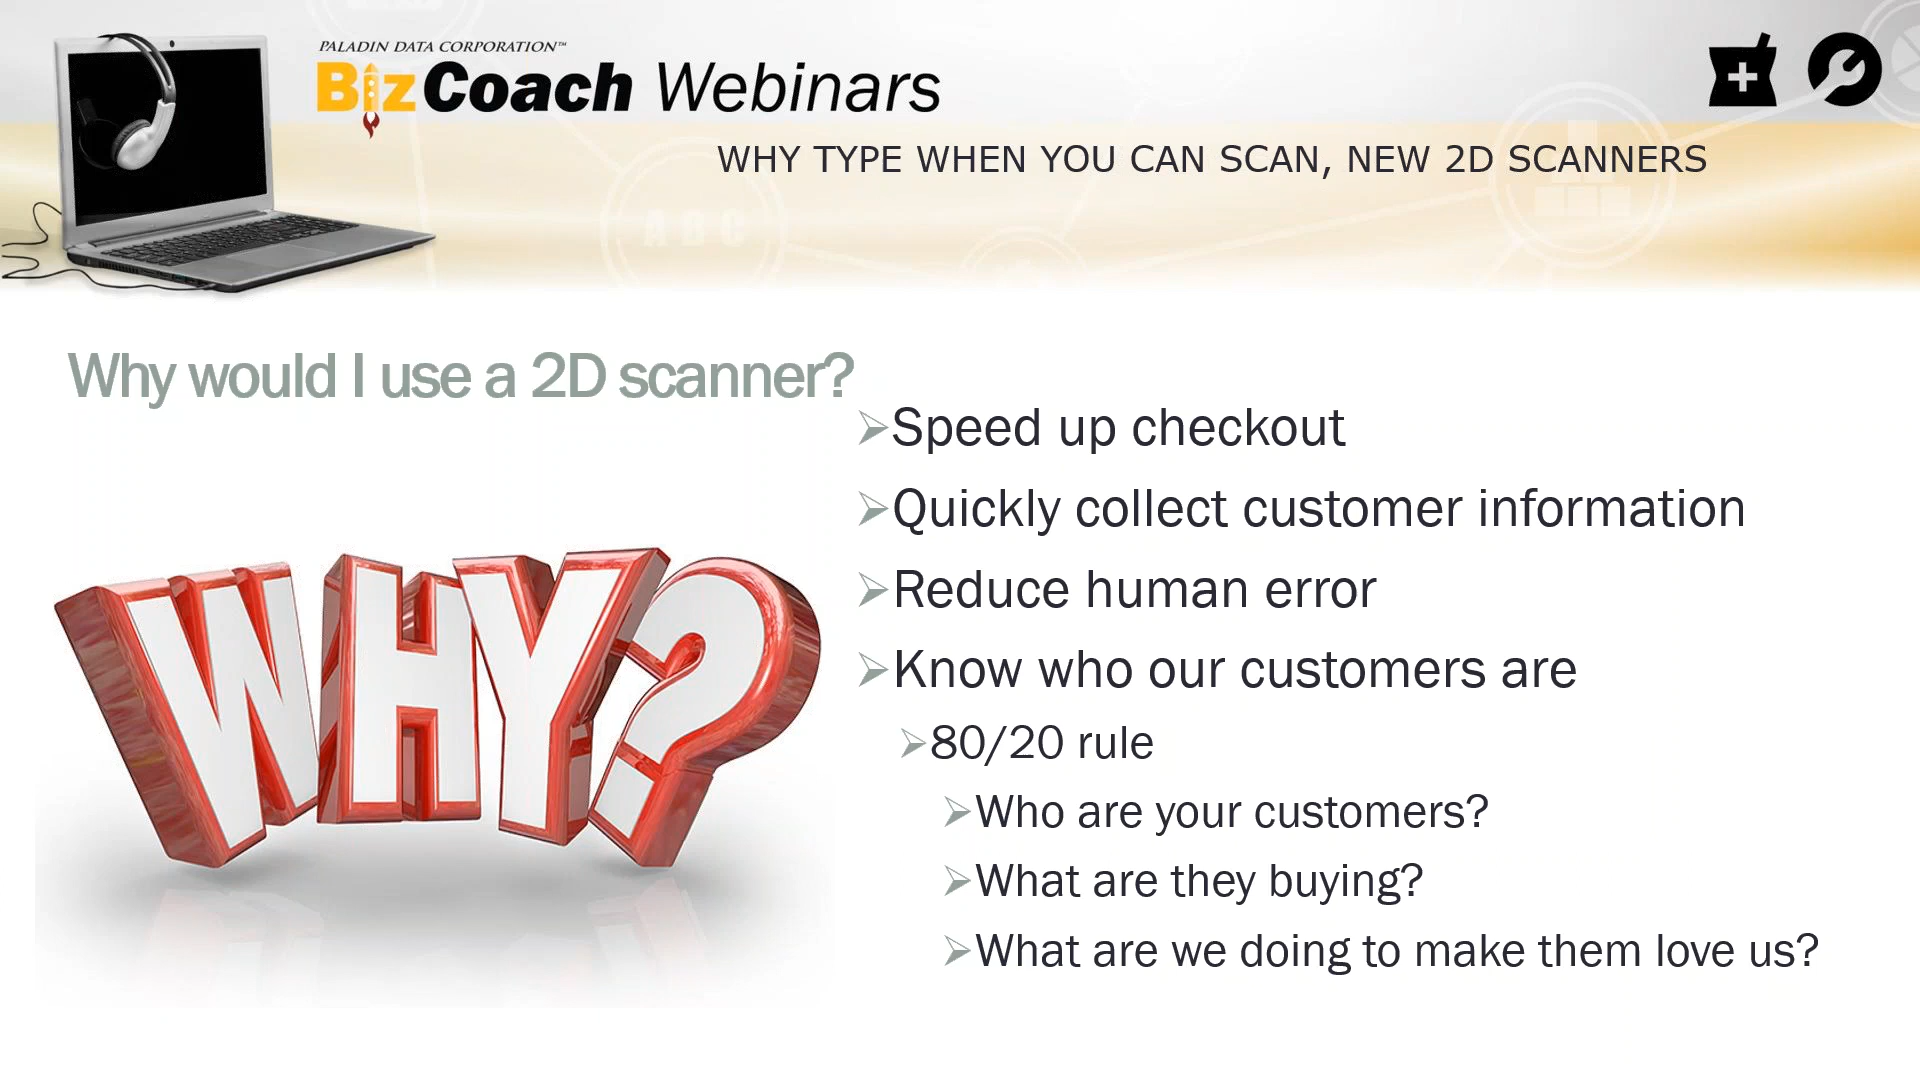 PALADIN DATA CORPORATION™
BizCoach Webinars
WHY TYPE WHEN YOU CAN SCAN, NEW 2D SCANNERS
ABC
Why would I use a 2D scanner?
➢Speed up checkout
➢Quickly collect customer information
➢Reduce human error
➢Know who our customers are
➢80/20 rule
➢Who are your customers?
➢What are they buying?
➢What are we doing to make them love us?
WHY?